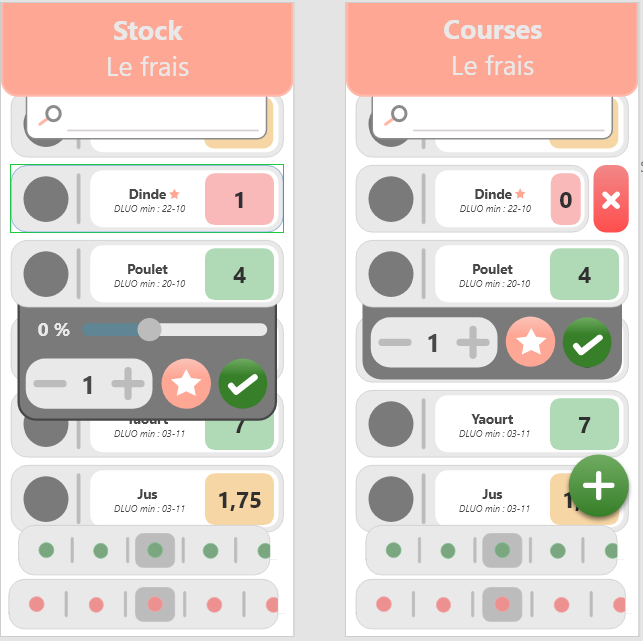 Stock
Le frais
Dinde
DLUO min : 22-10
1
Poulet
DLUO min : 20-10
4
0 %
1
Yaourt
DLUO min : 03-11
7
Jus
DLUO min : 03-11
1,75
Courses
Le frais
Dinde
DLUO min : 22-10
0
Poulet
DLUO min : 20-10
4
1
Yaourt
DLUO min : 03-11
7
Jus
DLUO min : 03-11